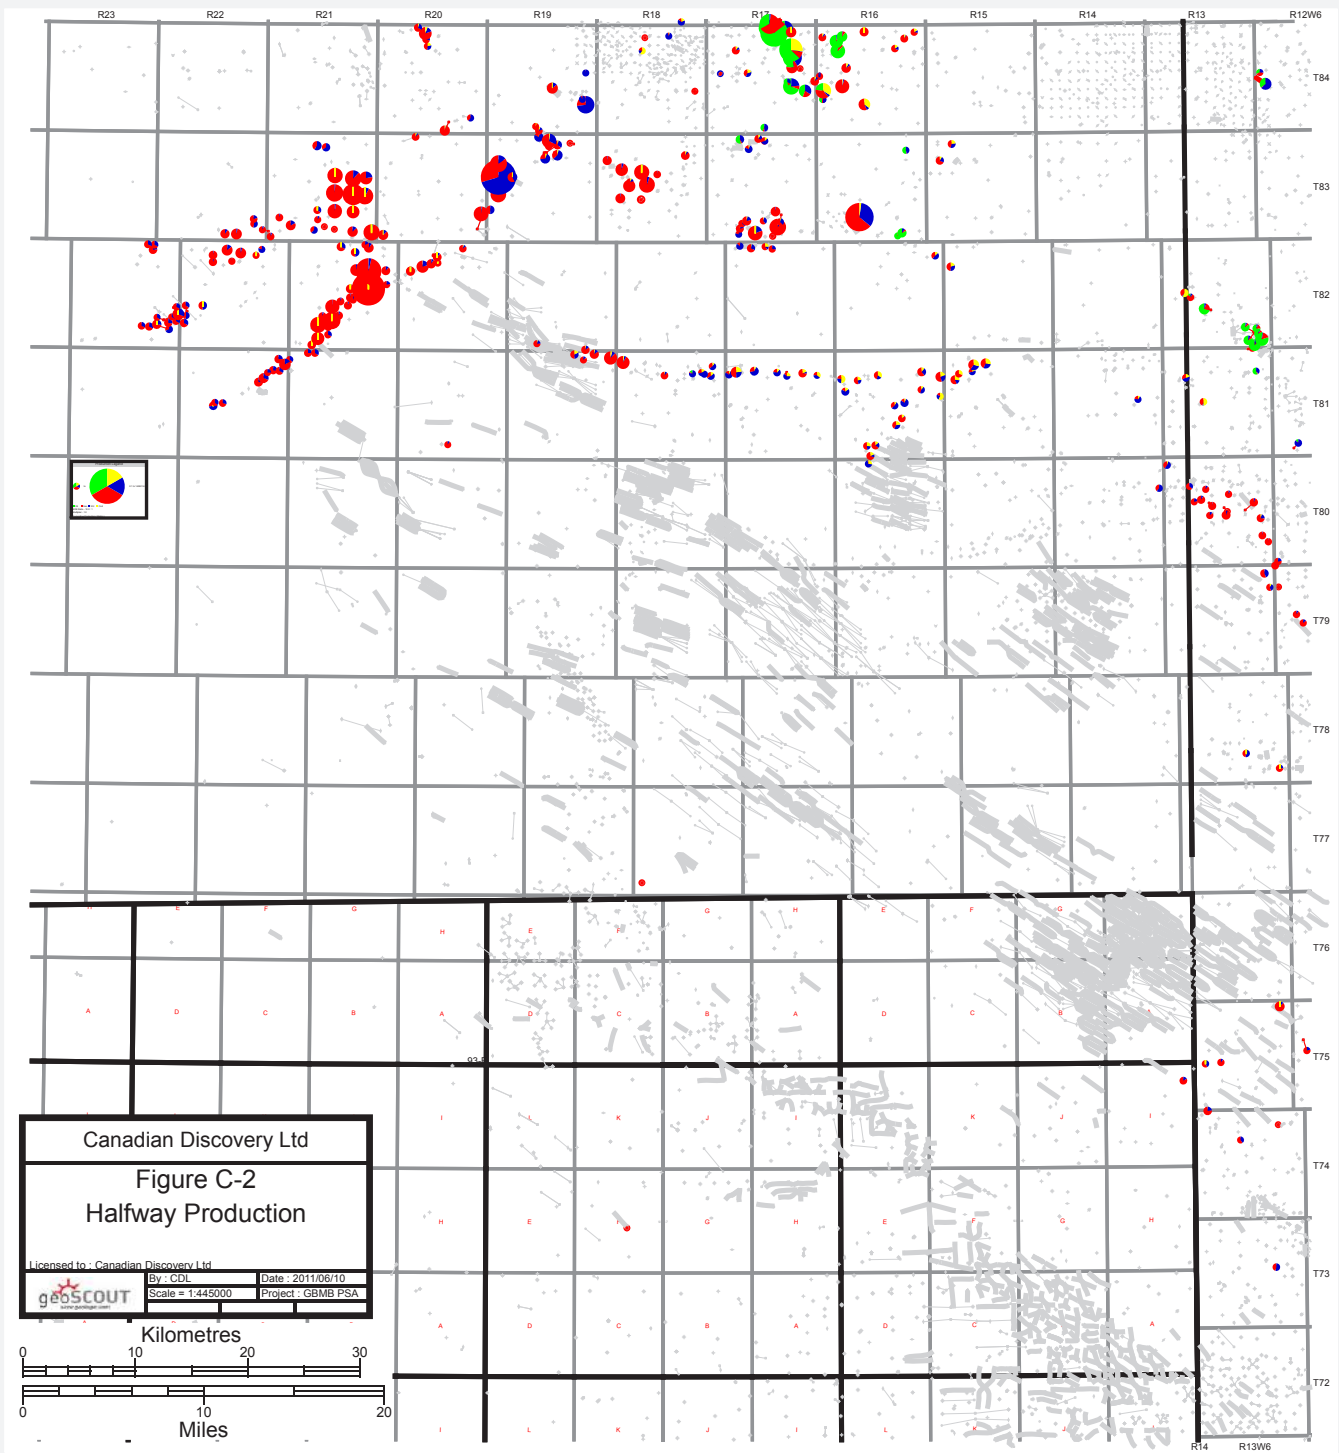 R23 R22 R21 R20 R19 R18 R17 R16 R15 R14 R13 R12W6
T84
T83
T82
T81
T80
T79
T78
T77
E F G H E F G H E F G
T76
A D C B A D C B A D C B
T75
93-
I L K J I K J I
T74
H E G H E F G H
T73
A D C B A D C A
T72
I L K J I L K J
R14 R13W6
Canadian Discovery Ltd
Figure C-2
Halfway Production
Licensed to : Canadian Discovery Ltd
geoSCOUT
By : CDL Date : 2011/06/10
Scale = 1:445000 Project : GBMB PSA
Kilometres
0 10 20 30
0 10 20
Miles